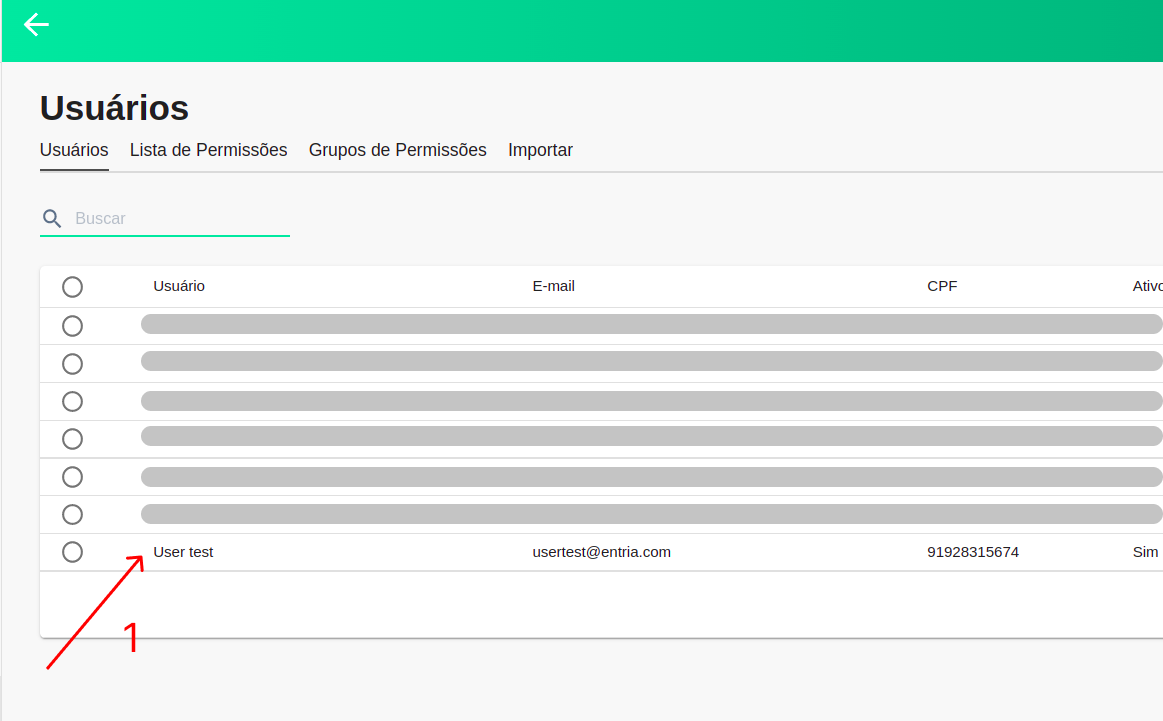 Usuários
Usuários Lista de Permissões Grupos de Permissões Importar
Buscar
Usuário E-mail CPF Ativo
User test usertest@entria.com 91928315674 Sim
1